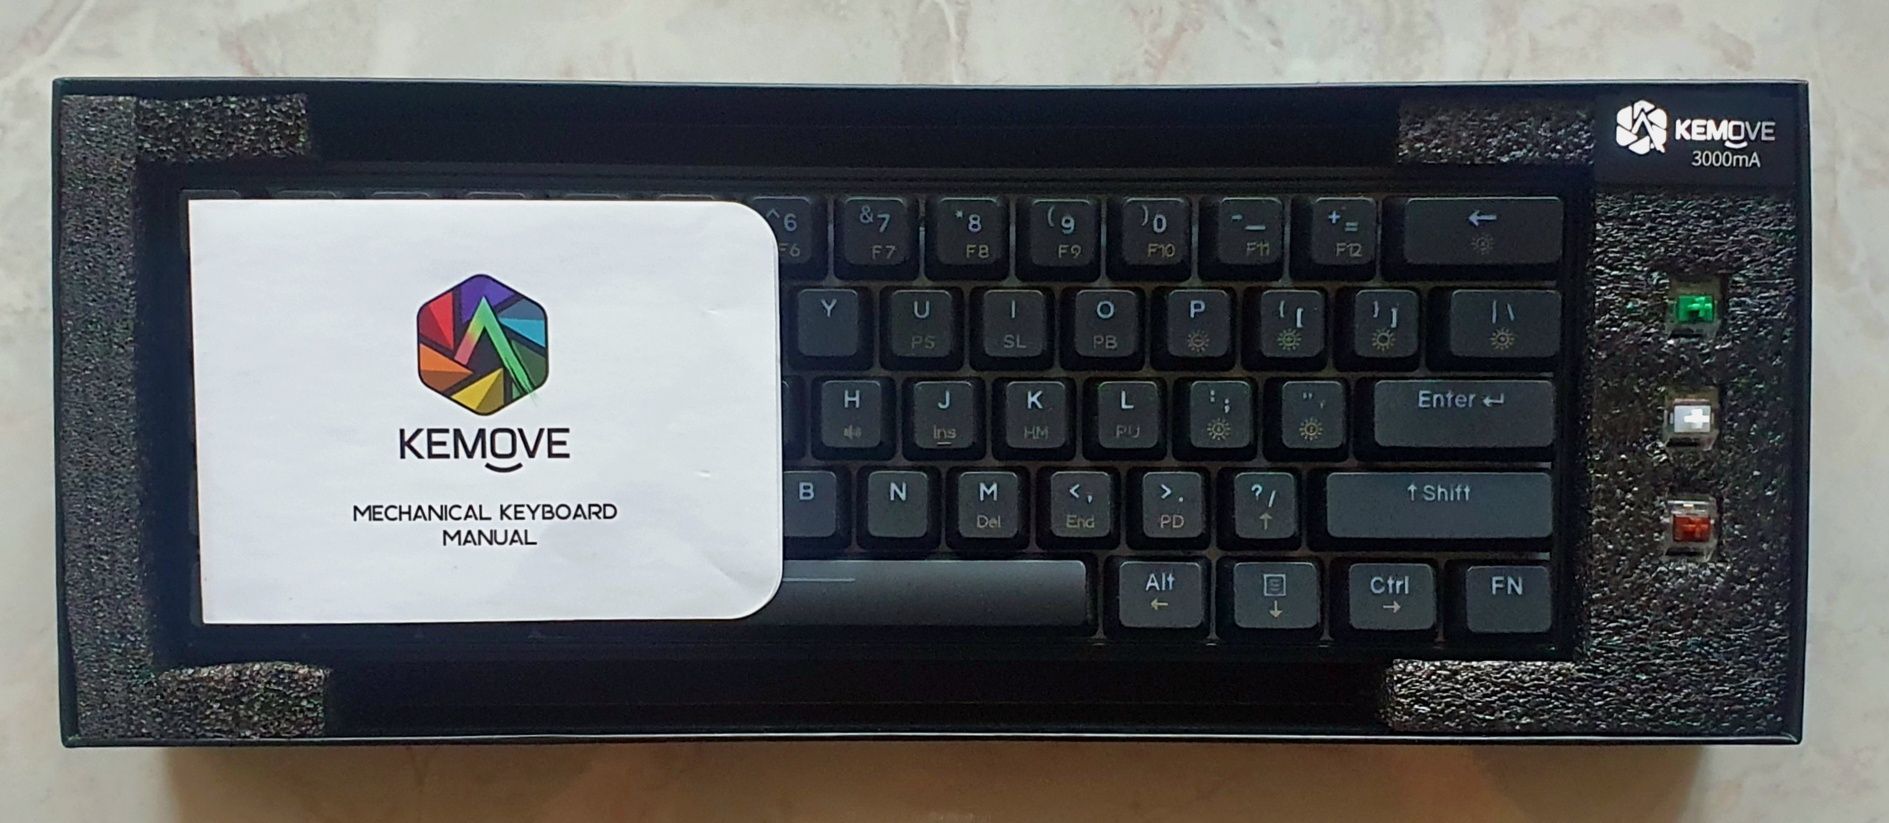 KEMOVE
3000mA
KEMOVE
MECHANICAL KEYBOARD
MANUAL
^6 &7 *8 (9 )0 -_ += ←
F6 F7 F8 F9 F10 F11 F12
Y U I O P {[ }] |\
PS SL PB
H J K L :; "' Enter ↵
Ins HM PU
B N M <, >. ?/ ↑Shift
Del End PD ↑
Alt Ctrl FN
← ↓ →